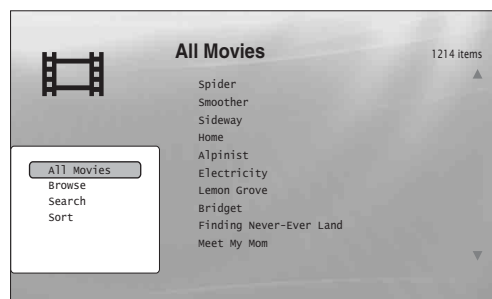 All Movies
1214 items
Spider
Smoother
Sideway
Home
Alpinist
Electricity
Lemon Grove
Bridget
Finding Never-Ever Land
Meet My Mom
All Movies
Browse
Search
Sort